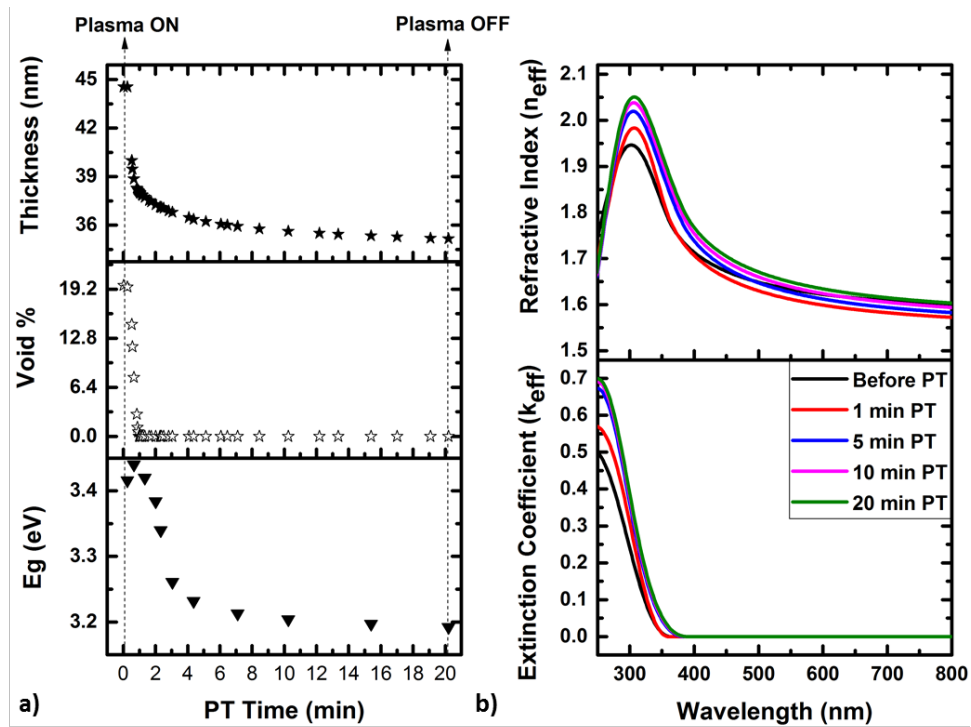 Plasma ON
Plasma OFF
Thickness (nm)
45
42
39
36
Void %
19.2
12.8
6.4
0.0
Eg (eV)
3.4
3.3
3.2
0 2 4 6 8 10 12 14 16 18 20
PT Time (min)
a)
Refractive Index (n_eff)
2.1
2.0
1.9
1.8
1.7
1.6
1.5
Extinction Coefficient (k_eff)
0.7
0.6
0.5
0.4
0.3
0.2
0.1
0.0
Before PT
1 min PT
5 min PT
10 min PT
20 min PT
300 400 500 600 700 800
Wavelength (nm)
b)